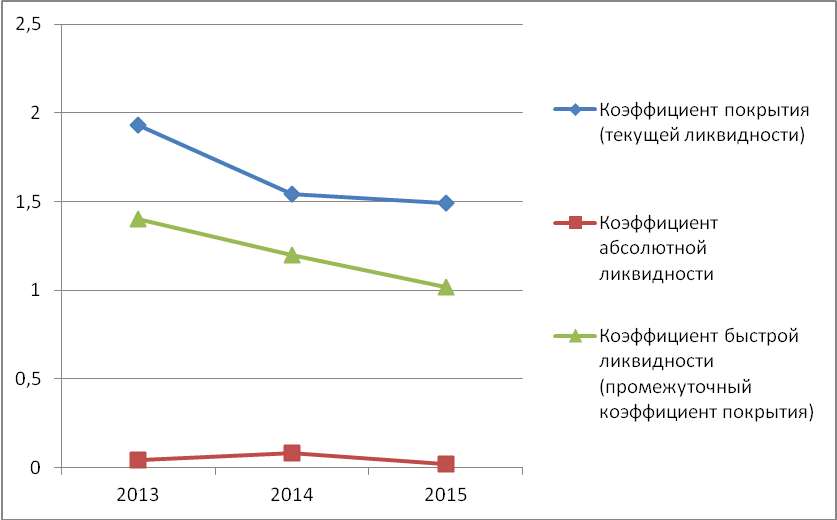 2,5
2
1,5
1
0,5
0
2013
2014
2015
Коэффициент покрытия
(текущей ликвидности)
Коэффициент
абсолютной
ликвидности
Коэффициент быстрой
ликвидности
(промежуточный
коэффициент покрытия)